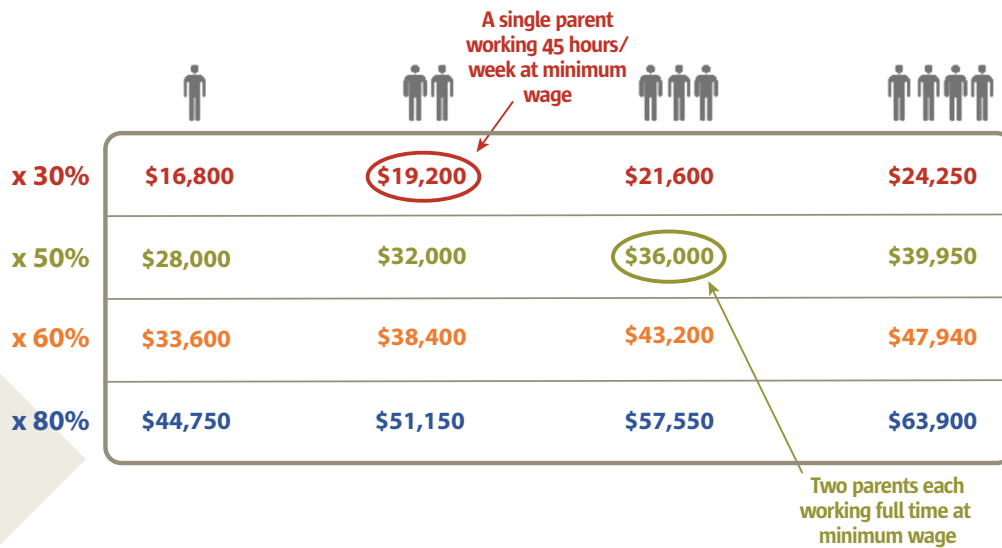 A single parent
working 45 hours/
week at minimum
wage
x 30% $16,800 $19,200 $21,600 $24,250
x 50% $28,000 $32,000 $36,000 $39,950
x 60% $33,600 $38,400 $43,200 $47,940
x 80% $44,750 $51,150 $57,550 $63,900
Two parents each
working full time at
minimum wage